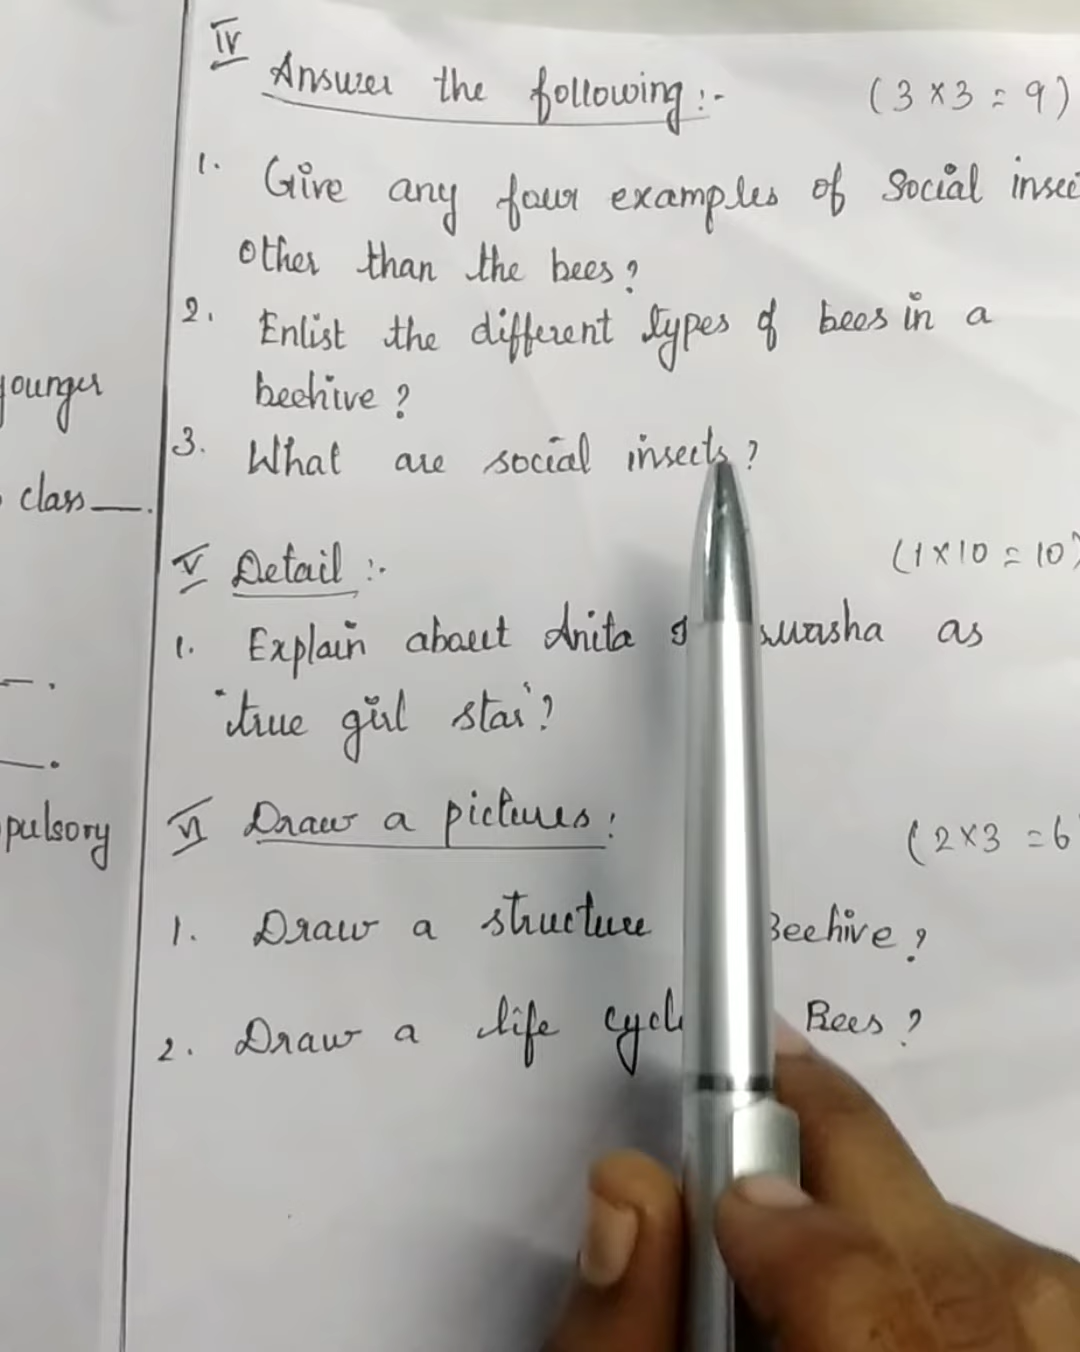 IV Answer the following:- (3 x 3 = 9)
1. Give any four examples of Social insec
other than the bees?
2. Enlist the different types of bees in a
beehive?
3. What are social insects?
V Detail :- (1 x 10 = 10)
1. Explain about Anita as
'true girl star'?
VI Draw a pictures: (2 x 3 = 6
1. Draw a structure Beehive?
2. Draw a life cycl Bees?
ounger
class __.
__.
__.
pulsory